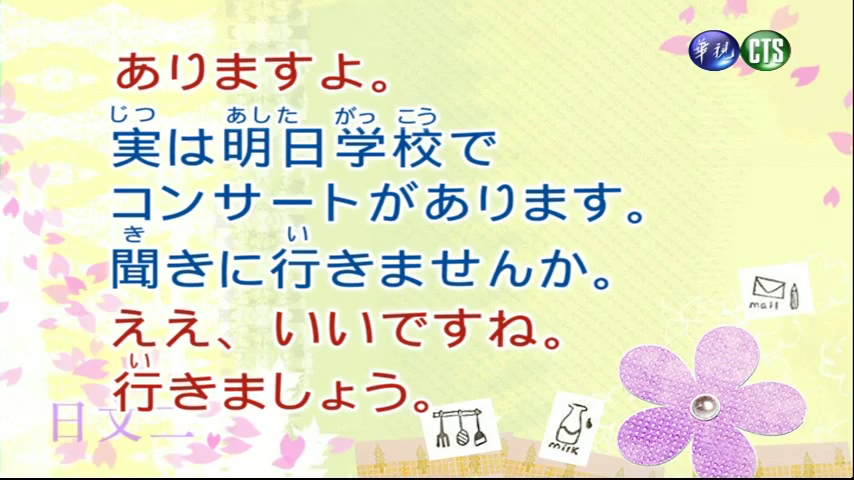 華視 CTS
ありますよ。
じつ あした がっ こう
実は明日学校で
コンサートがあります。
き い
聞きに行きませんか。
ええ、いいですね。
い
行きましょう。
日文二
mail
milk